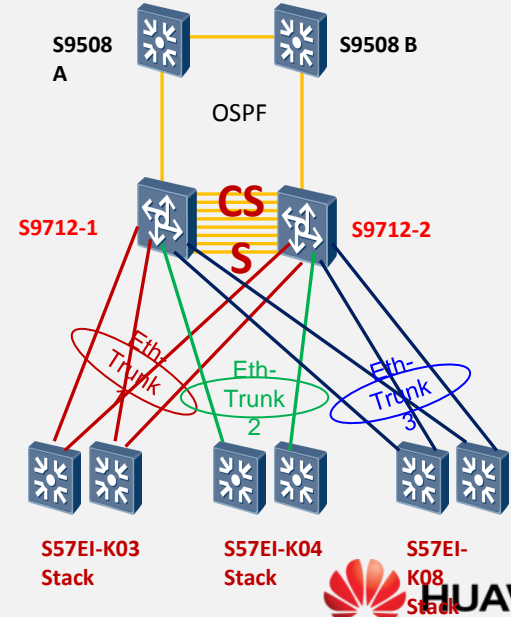 S9508
A
S9508 B
OSPF
CS
S
S9712-1
S9712-2
Eth-
Trunk
Eth-
Trunk
2
Eth-
Trunk
3
S57EI-K03
Stack
S57EI-K04
Stack
S57EI-
K08
Stack
HUAW